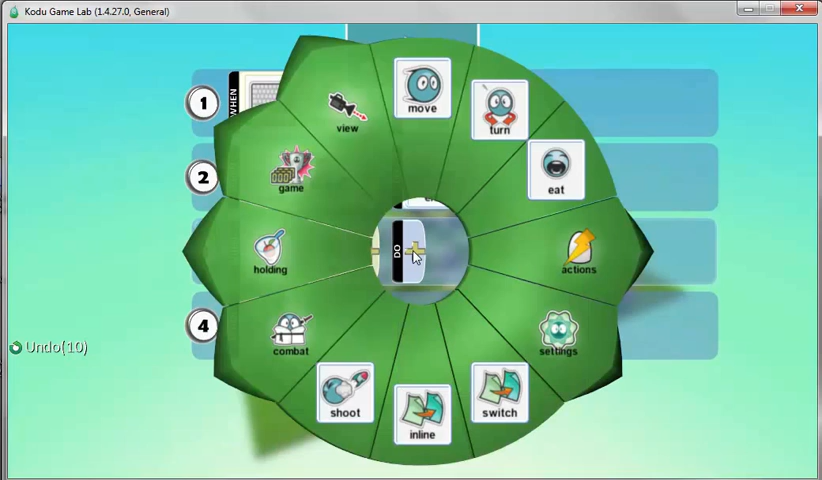 Kodu Game Lab (1.4.27.0, General)
move
view
turn
1
WHEN
eat
game
2
DO
holding
actions
4
combat
settings
Undo(10)
shoot
switch
inline